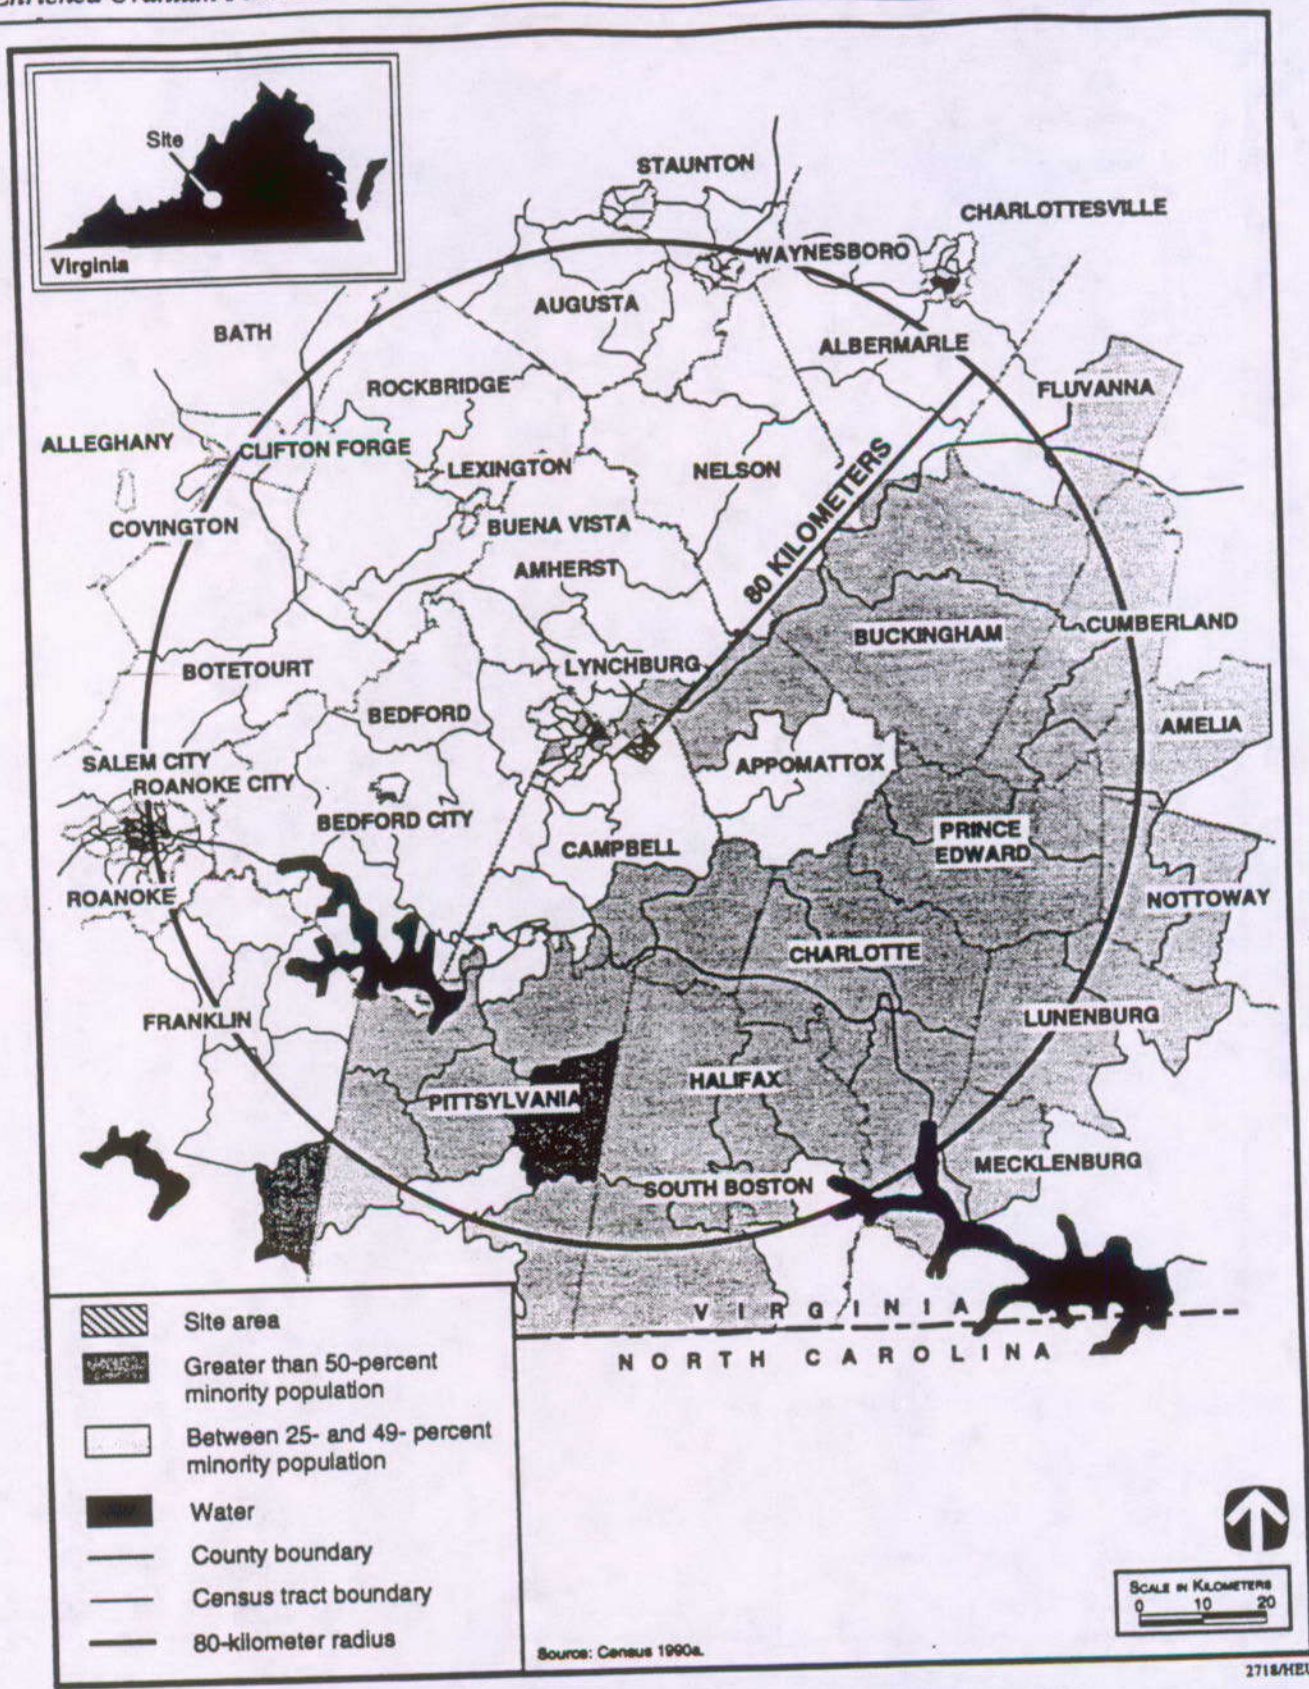 Site
Virginia
STAUNTON
CHARLOTTESVILLE
WAYNESBORO
AUGUSTA
BATH
ALBERMARLE
ROCKBRIDGE
FLUVANNA
ALLEGHANY
CLIFTON FORGE
LEXINGTON
NELSON
COVINGTON
BUENA VISTA
80 KILOMETERS
AMHERST
BUCKINGHAM
CUMBERLAND
BOTETOURT
LYNCHBURG
BEDFORD
AMELIA
SALEM CITY
ROANOKE CITY
APPOMATTOX
BEDFORD CITY
CAMPBELL
PRINCE
EDWARD
ROANOKE
NOTTOWAY
CHARLOTTE
FRANKLIN
LUNENBURG
HALIFAX
PITTSYLVANIA
MECKLENBURG
SOUTH BOSTON
VIRGINIA
NORTH CAROLINA
Site area
Greater than 50-percent
minority population
Between 25- and 49- percent
minority population
Water
County boundary
Census tract boundary
80-kilometer radius
SCALE IN KILOMETERS
0 10 20
Source: Census 1990a.
2718/HEU